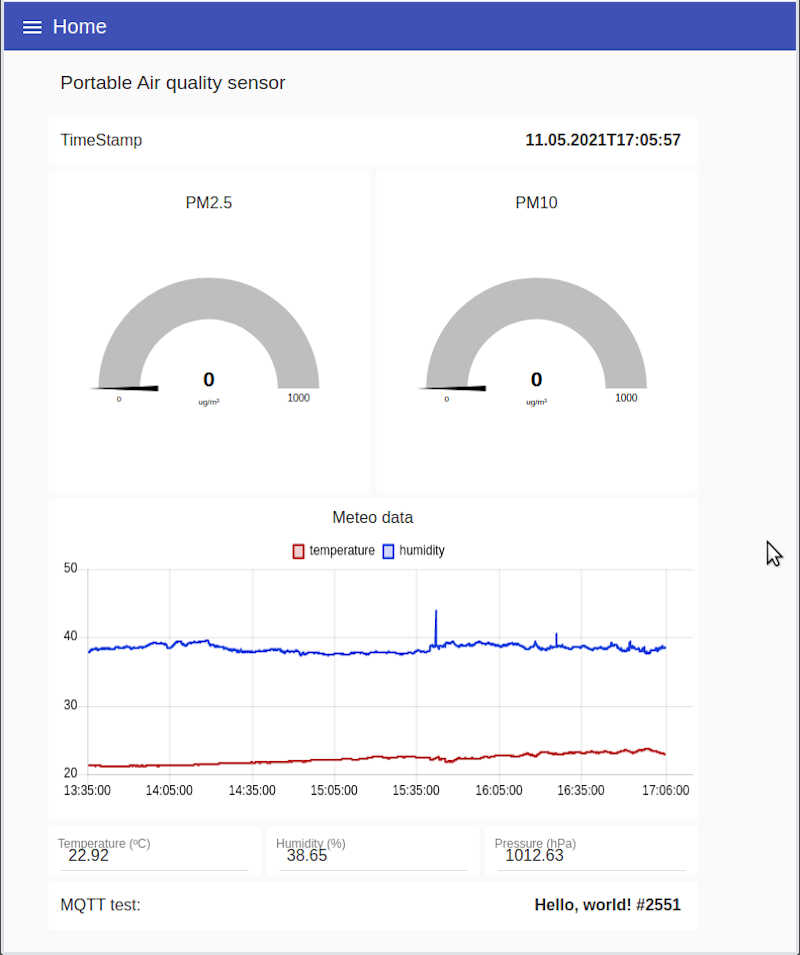 Home
Portable Air quality sensor
TimeStamp 11.05.2021T17:05:57
PM2.5 PM10
0 0
0 ug/m³ 1000 0 ug/m³ 1000
Meteo data
temperature humidity
50
40
30
20
13:35:00 14:05:00 14:35:00 15:05:00 15:35:00 16:05:00 16:35:00 17:06:00
Temperature (ºC) Humidity (%) Pressure (hPa)
22.92 38.65 1012.63
MQTT test: Hello, world! #2551